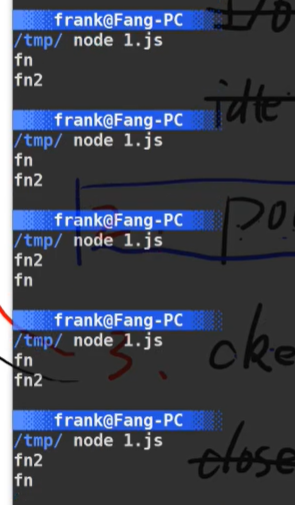 I/O
frank@Fang-PC
/tmp/ node 1.js
fn
fn2
idle
frank@Fang-PC
/tmp/ node 1.js
fn
fn2
frank@Fang-PC
/tmp/ node 1.js
fn2
fn
frank@Fang-PC
/tmp/ node 1.js
fn
fn2
3.
frank@Fang-PC
/tmp/ node 1.js
fn2
fn
close